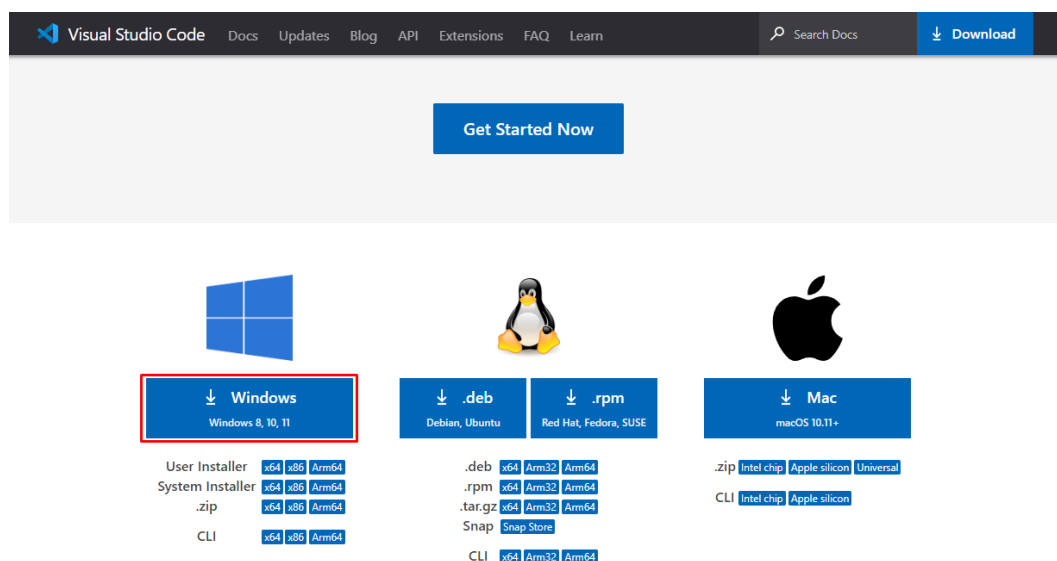 Visual Studio Code Docs Updates Blog API Extensions FAQ Learn Search Docs Download
Get Started Now
Windows
Windows 8, 10, 11
User Installer x64 x86 Arm64
System Installer x64 x86 Arm64
.zip x64 x86 Arm64
CLI x64 x86 Arm64
.deb
Debian, Ubuntu
.rpm
Red Hat, Fedora, SUSE
.deb x64 Arm32 Arm64
.rpm x64 Arm32 Arm64
.tar.gz x64 Arm32 Arm64
Snap Snap Store
CLI x64 Arm32 Arm64
Mac
macOS 10.11+
.zip Intel chip Apple silicon Universal
CLI Intel chip Apple silicon